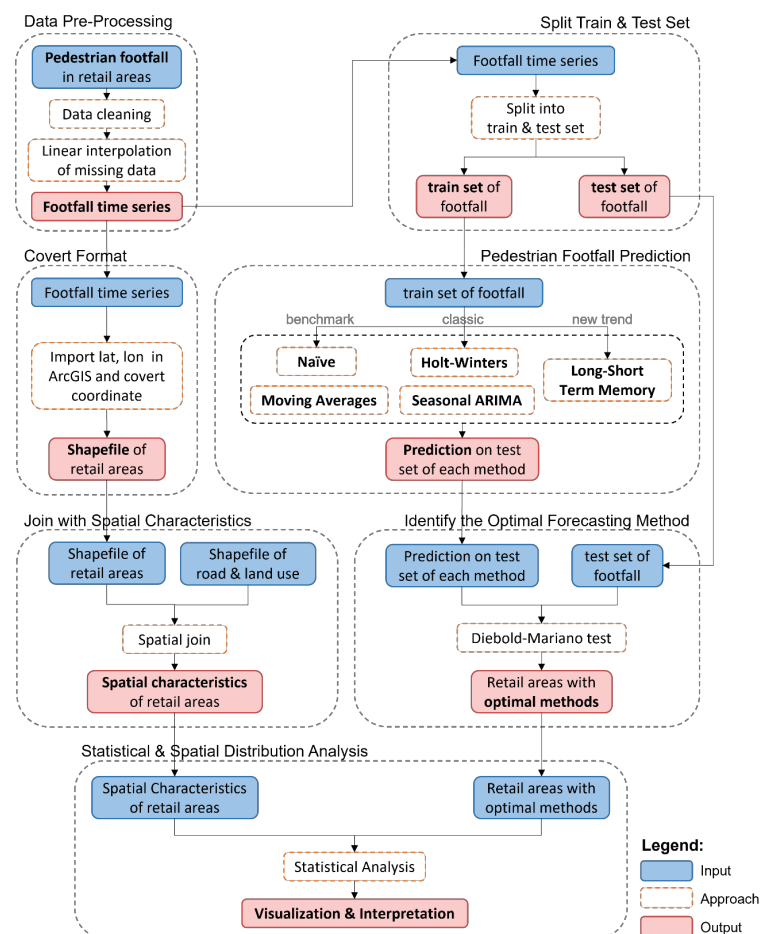 Data Pre-Processing
Pedestrian footfall
in retail areas
Data cleaning
Linear interpolation
of missing data
Footfall time series
Split Train & Test Set
Footfall time series
Split into
train & test set
train set of
footfall
test set of
footfall
Covert Format
Footfall time series
Import lat, lon in
ArcGIS and covert
coordinate
Shapefile of
retail areas
Pedestrian Footfall Prediction
train set of footfall
benchmark
classic
new trend
Naïve
Holt-Winters
Long-Short
Term Memory
Moving Averages
Seasonal ARIMA
Prediction on test
set of each method
Join with Spatial Characteristics
Shapefile of
retail areas
Shapefile of
road & land use
Spatial join
Spatial characteristics
of retail areas
Identify the Optimal Forecasting Method
Prediction on test
set of each method
test set of
footfall
Diebold-Mariano test
Retail areas with
optimal methods
Statistical & Spatial Distribution Analysis
Spatial Characteristics
of retail areas
Retail areas with
optimal methods
Statistical Analysis
Visualization & Interpretation
Legend:
Input
Approach
Output